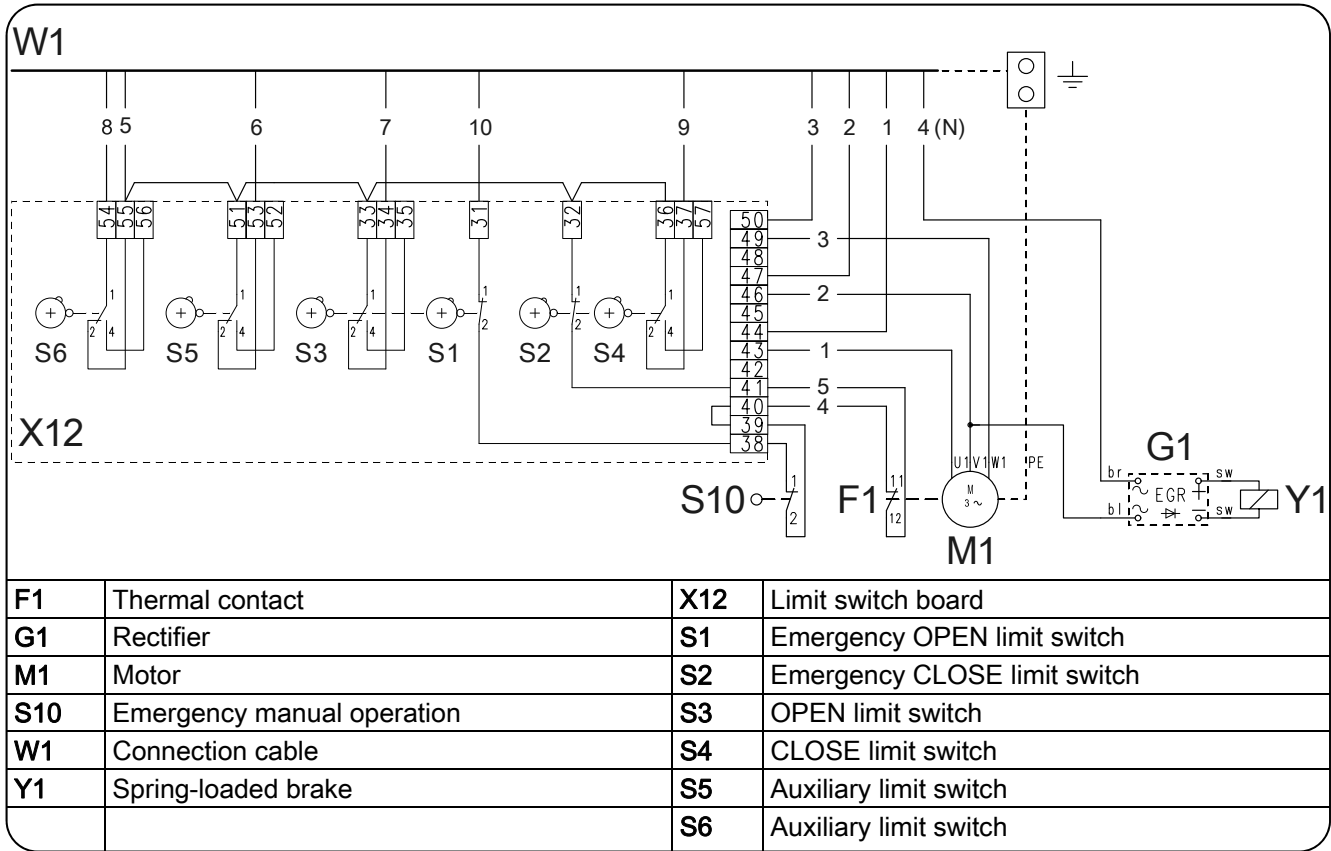 W1
8 5 6 7 10 9 3 2 1 4 (N)
54 55 56 51 53 52 33 34 35 31 32 36 37 57
50
49 3
48
47
46 2
45
44
43 1
42
41 5
40 4
39
38
1 1 1 1 1 1
2 4 2 4 2 4 2 2 2 4
S6 S5 S3 S1 S2 S4
X12
S10
1
2
F1
11
12
U1 V1 W1 PE
M
3 ~
M1
G1
br sw
EGR
bl sw
Y1
F1 Thermal contact X12 Limit switch board
G1 Rectifier S1 Emergency OPEN limit switch
M1 Motor S2 Emergency CLOSE limit switch
S10 Emergency manual operation S3 OPEN limit switch
W1 Connection cable S4 CLOSE limit switch
Y1 Spring-loaded brake S5 Auxiliary limit switch
S6 Auxiliary limit switch